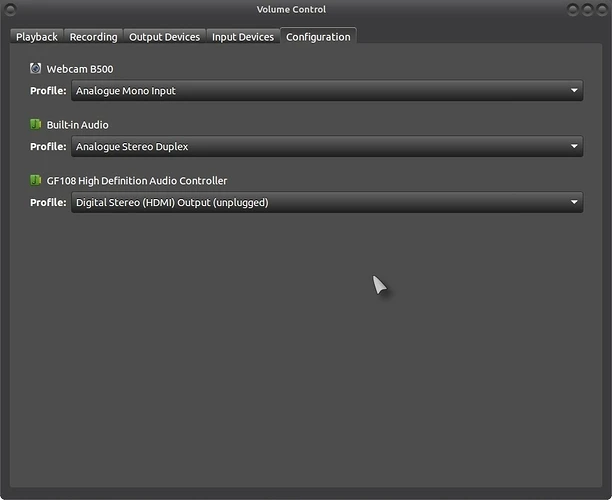 Volume Control
Playback Recording Output Devices Input Devices Configuration
Webcam B500
Profile: Analogue Mono Input
Built-in Audio
Profile: Analogue Stereo Duplex
GF108 High Definition Audio Controller
Profile: Digital Stereo (HDMI) Output (unplugged)